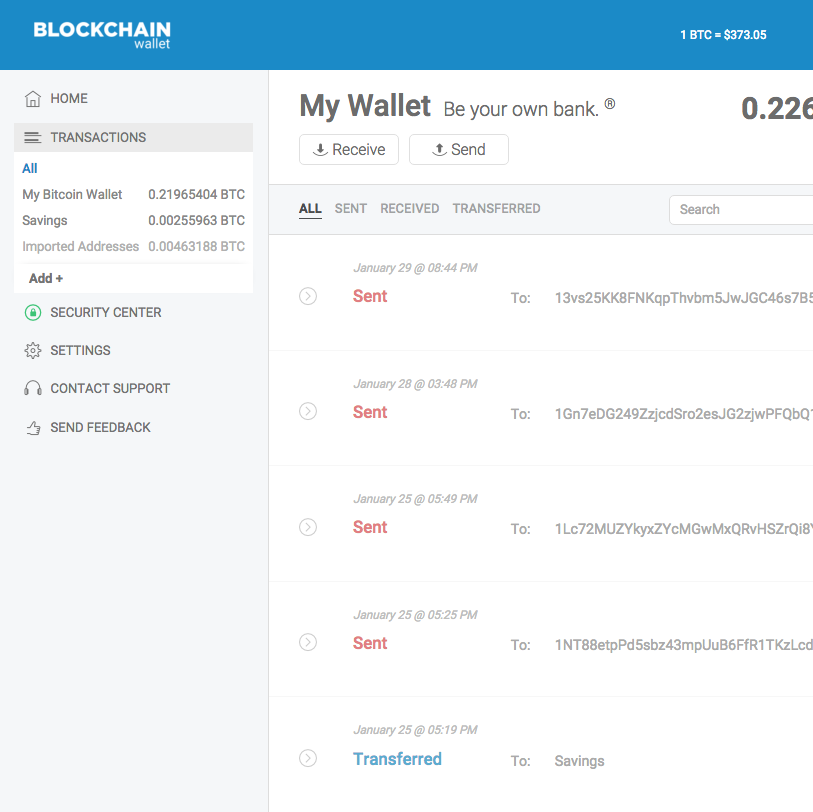 BLOCKCHAIN
wallet
1 BTC = $373.05
HOME
TRANSACTIONS
All
My Bitcoin Wallet 0.21965404 BTC
Savings 0.00255963 BTC
Imported Addresses 0.00463188 BTC
Add +
SECURITY CENTER
SETTINGS
CONTACT SUPPORT
SEND FEEDBACK
My Wallet Be your own bank. ® 0.226
Receive Send
ALL SENT RECEIVED TRANSFERRED Search
January 29 @ 08:44 PM
Sent To: 13vs25KK8FNKqpThvbm5JwJGC46s7B5
January 28 @ 03:48 PM
Sent To: 1Gn7eDG249ZzjcdSro2esJG2zjwPFQbQ1
January 25 @ 05:49 PM
Sent To: 1Lc72MUZYkyxZYcMGwMxQRvHSZrQi8Y
January 25 @ 05:25 PM
Sent To: 1NT88etpPd5sbz43mpUuB6FfR1TKzLcd
January 25 @ 05:19 PM
Transferred To: Savings